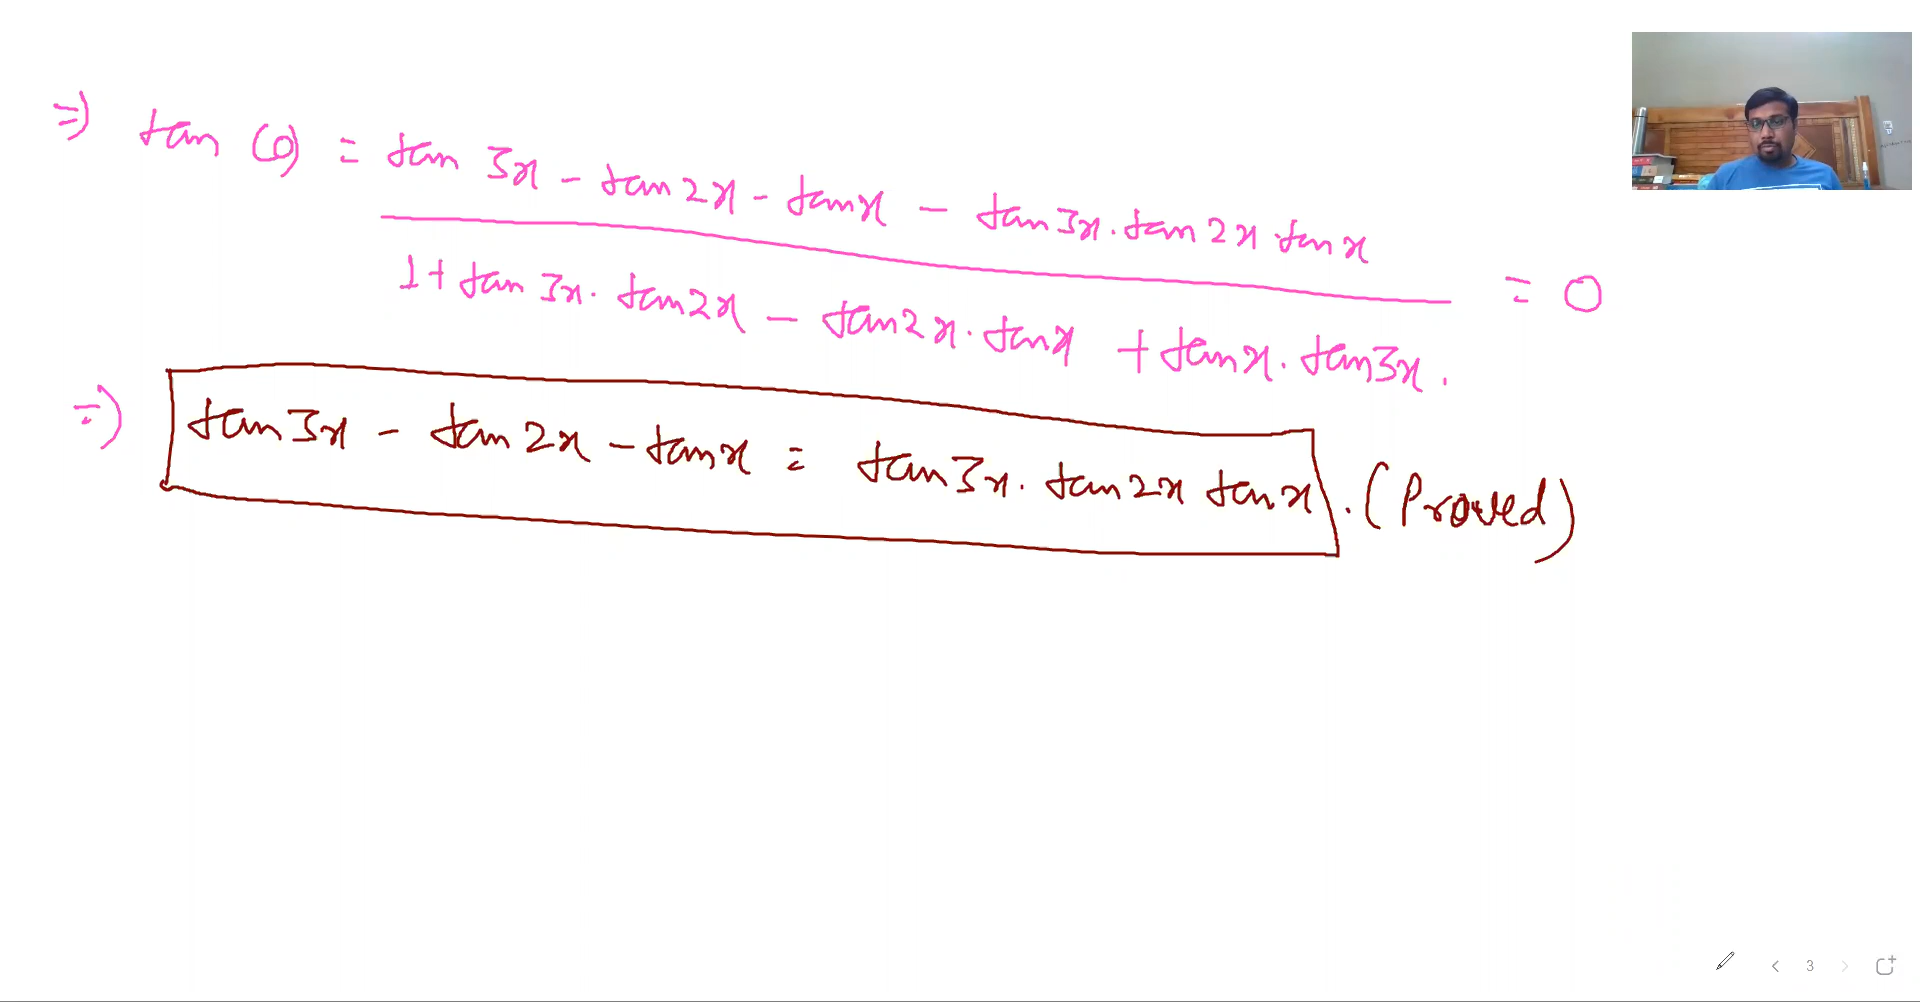 ⇒) tan (0) = tan 3x - tan 2x - tan x - tan 3x . tan 2x . tan x
1 + tan 3x . tan 2x - tan 2x . tan x + tan x . tan 3x .
= 0
⇒) tan 3x - tan 2x - tan x = tan 3x . tan 2x tan x . (Proved)
3